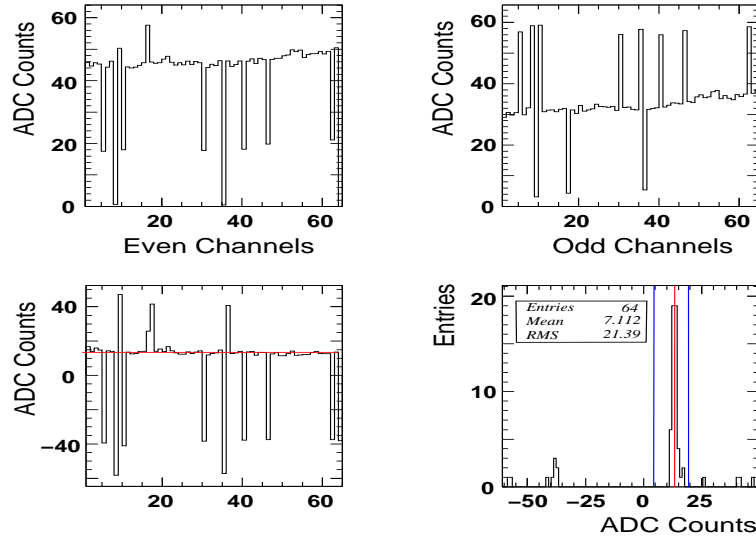 ADC Counts
60
40
20
0
20 40 60
Even Channels
ADC Counts
60
40
20
0
20 40 60
Odd Channels
ADC Counts
40
0
−40
20 40 60
Entries
20
10
0
Entries 64
Mean 7.112
RMS 21.39
−50 −25 0 25
ADC Counts